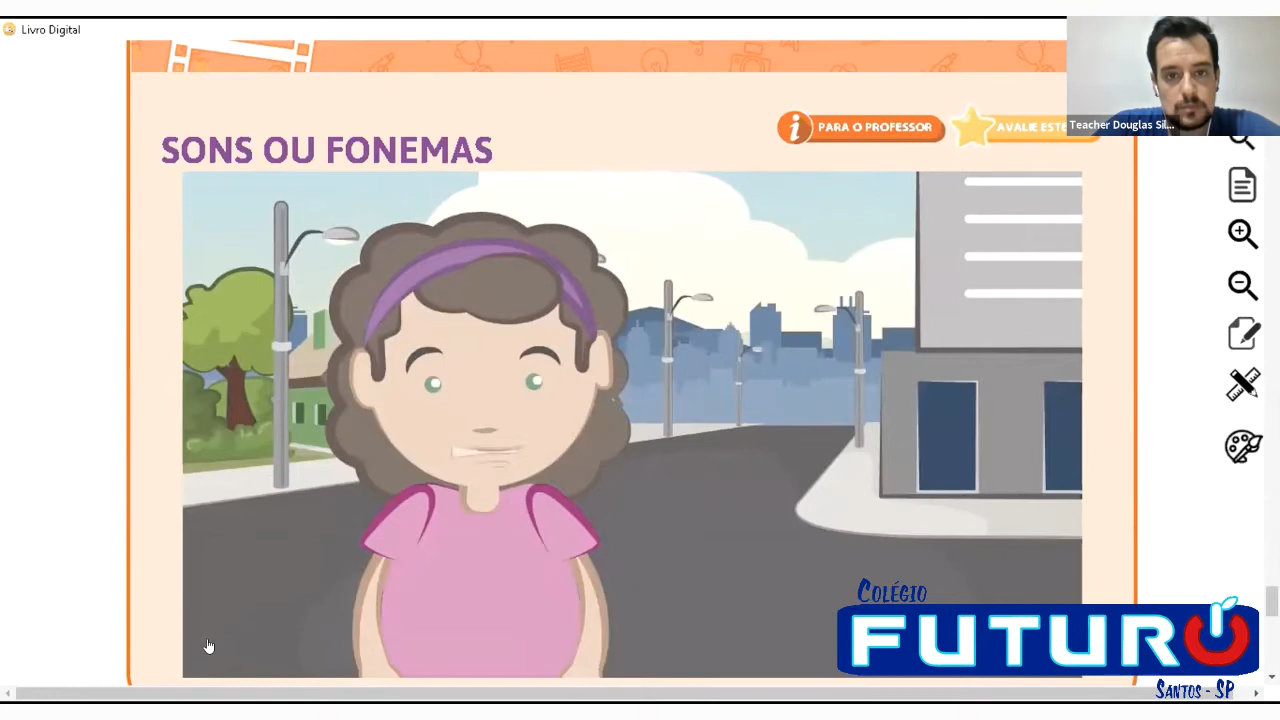 Livro Digital
PARA O PROFESSOR
AVALIE ESTE
Teacher Douglas Sil...
SONS OU FONEMAS
COLÉGIO
FUTURO
SANTOS - SP